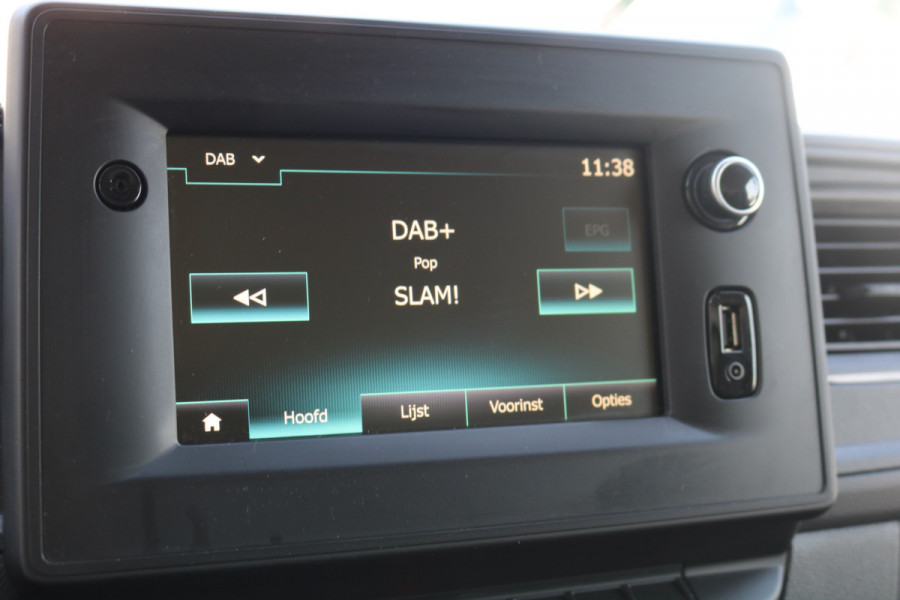 DAB
11:38
DAB+
EPG
Pop
SLAM!
Hoofd
Lijst
Voorinst
Opties